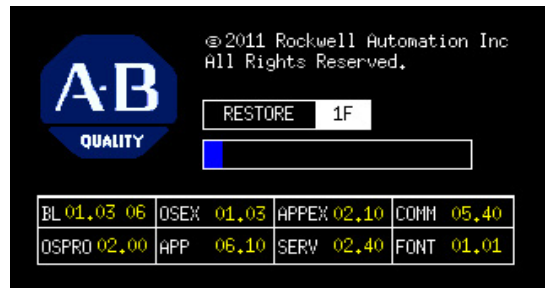 ©2011 Rockwell Automation Inc
All Rights Reserved.
A·B
QUALITY
RESTORE 1F
BL 01.03 06 OSEX 01.03 APPEX 02.10 COMM 05.40
OSPRO 02.00 APP 06.10 SERV 02.40 FONT 01.01